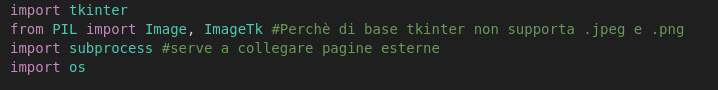 import tkinter
from PIL import Image, ImageTk #Perchè di base tkinter non supporta .jpeg e .png
import subprocess #serve a collegare pagine esterne
import os